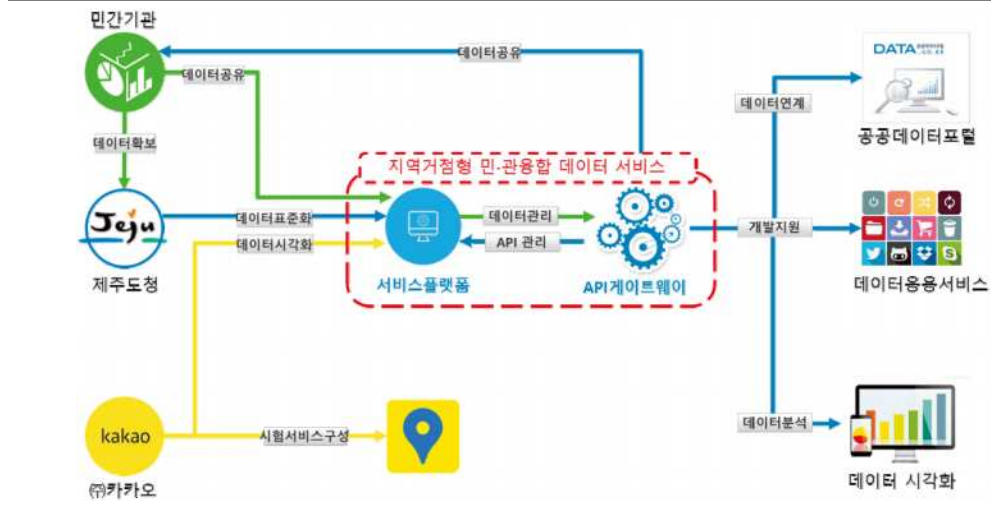 민간기관
데이터공유
데이터공유
DATA
데이터연계
공공데이터포털
데이터확보
지역거점형 민·관융합 데이터 서비스
Jeju
데이터표준화
데이터관리
개발지원
데이터시각화
API 관리
제주도청
서비스플랫폼
API게이트웨이
데이터응용서비스
kakao
시험서비스구성
데이터분석
㈜카카오
데이터 시각화